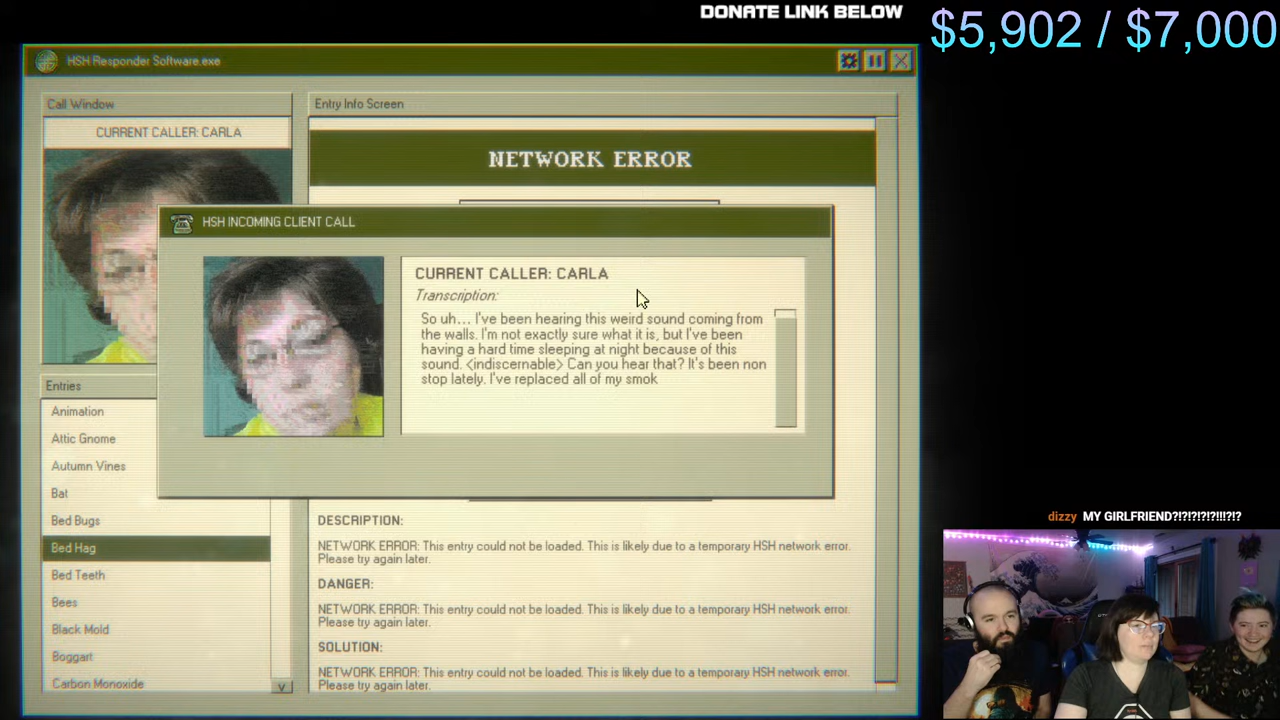 DONATE LINK BELOW
$5,902 / $7,000
HSH Responder Software.exe
Call Window
CURRENT CALLER: CARLA
Entry Info Screen
NETWORK ERROR
HSH INCOMING CLIENT CALL
CURRENT CALLER: CARLA
Transcription:
So uh... I've been hearing this weird sound coming from
the walls. I'm not exactly sure what it is, but I've been
having a hard time sleeping at night because of this
sound. <indiscernable> Can you hear that? It's been non
stop lately. I've replaced all of my smok
Entries
Animation
Attic Gnome
Autumn Vines
Bat
Bed Bugs
Bed Hag
Bed Teeth
Bees
Black Mold
Boggart
Carbon Monoxide
V
DESCRIPTION:
NETWORK ERROR: This entry could not be loaded. This is likely due to a temporary HSH network error.
Please try again later.
DANGER:
NETWORK ERROR: This entry could not be loaded. This is likely due to a temporary HSH network error.
Please try again later.
SOLUTION:
NETWORK ERROR: This entry could not be loaded. This is likely due to a temporary HSH network error.
Please try again later.
dizzy MY GIRLFRIEND?!?!?!?!?!!!?!?